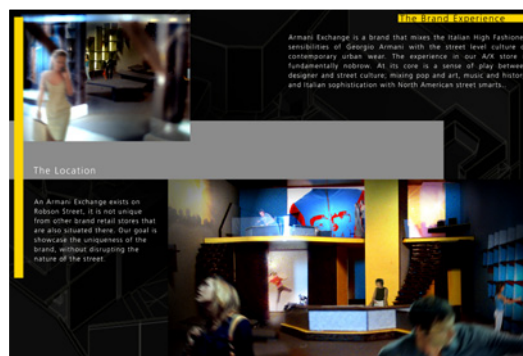 The Brand Experience
Armani Exchange is a brand that mixes the Italian High Fashione
sensibilities of Georgio Armani with the street level culture o
contemporary urban wear. The experience in our A/X store
fundamentally nobrow. At its core is a sense of play betwee
designer and street culture; mixing pop and art, music and histor
and Italian sophistication with North American street smarts.
The Location
An Armani Exchange exists on
Robson Street, it is not unique
from other brand retail stores that
are also situated there. Our goal is
showcase the uniqueness of the
brand, without disrupting the
nature of the street.